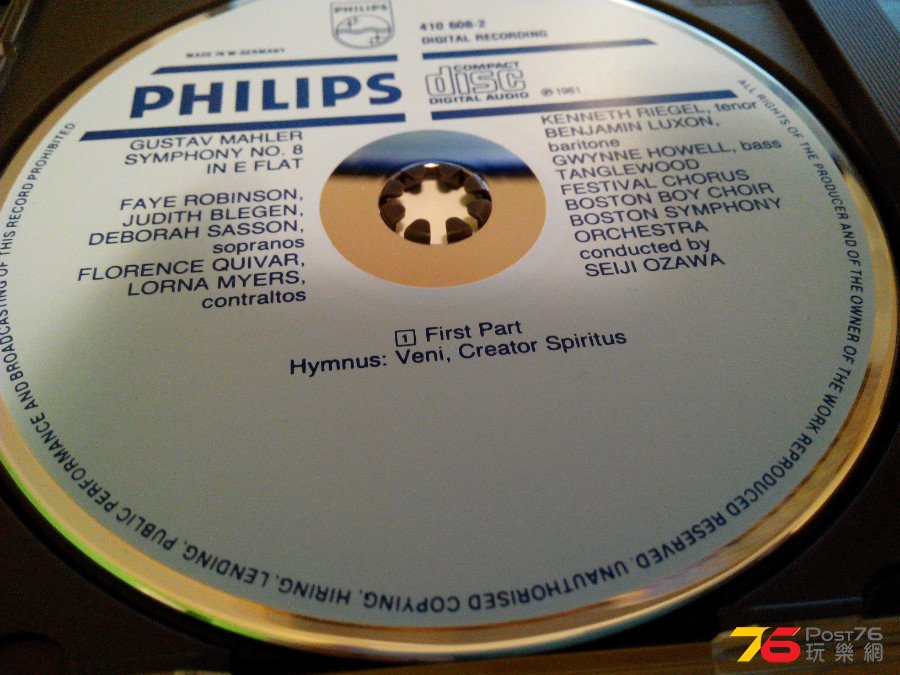 PHILIPS
MADE IN W-GERMANY
410 608-2
DIGITAL RECORDING
PHILIPS
COMPACT
disc
DIGITAL AUDIO
℗ 1981
GUSTAV MAHLER
SYMPHONY NO. 8
IN E FLAT
FAYE ROBINSON,
JUDITH BLEGEN,
DEBORAH SASSON,
sopranos
FLORENCE QUIVAR,
LORNA MYERS,
contraltos
KENNETH RIEGEL, tenor
BENJAMIN LUXON,
baritone
GWYNNE HOWELL, bass
TANGLEWOOD
FESTIVAL CHORUS
BOSTON BOY CHOIR
BOSTON SYMPHONY
ORCHESTRA
conducted by
SEIJI OZAWA
1 First Part
Hymnus: Veni, Creator Spiritus
ALL RIGHTS OF THE PRODUCER AND OF THE OWNER OF THE WORK REPRODUCED RESERVED. UNAUTHORISED COPYING, HIRING, LENDING, PUBLIC PERFORMANCE AND BROADCASTING OF THIS RECORD PROHIBITED
76 Post76
玩樂網